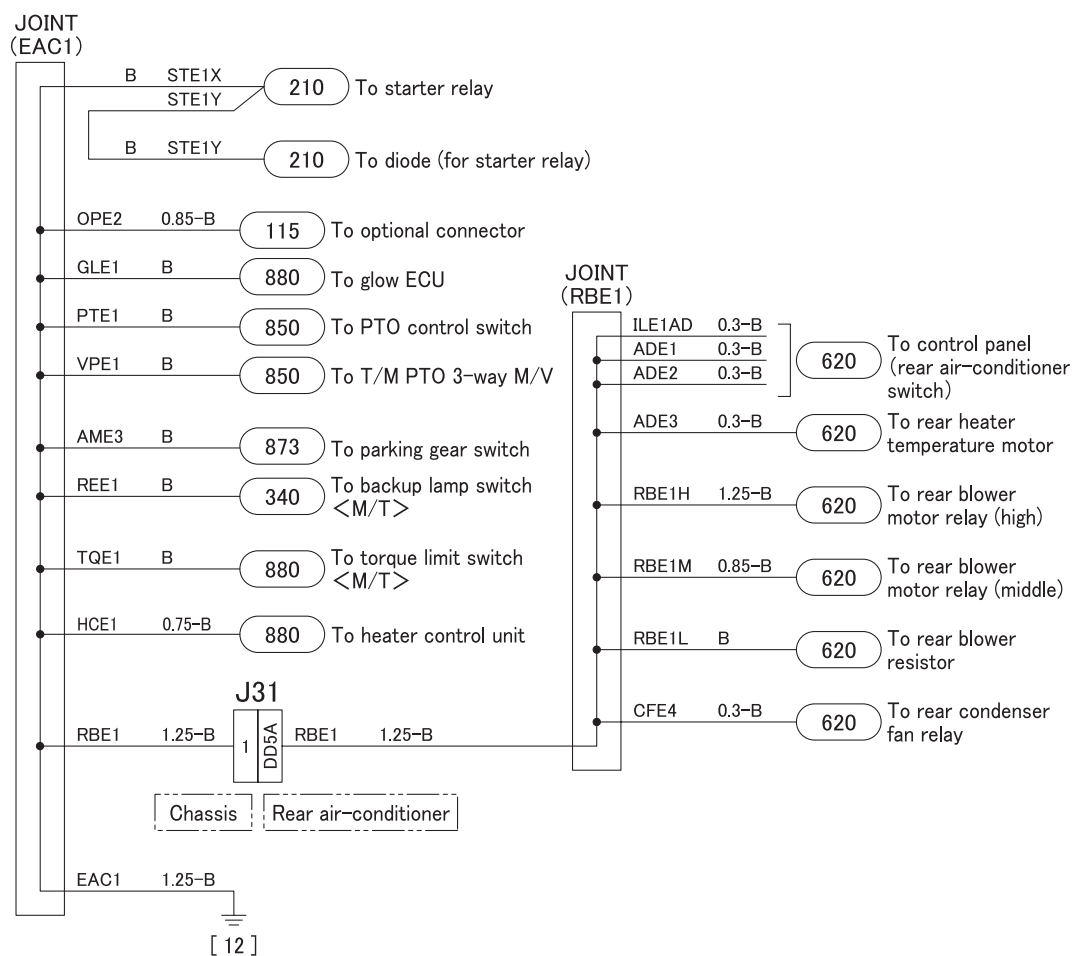 JOINT
(EAC1)
B STE1X
210 To starter relay
STE1Y
B STE1Y
210 To diode (for starter relay)
OPE2 0.85-B
115 To optional connector
GLE1 B
880 To glow ECU
PTE1 B
850 To PTO control switch
VPE1 B
850 To T/M PTO 3-way M/V
AME3 B
873 To parking gear switch
REE1 B
340 To backup lamp switch
<M/T>
TQE1 B
880 To torque limit switch
<M/T>
HCE1 0.75-B
880 To heater control unit
J31
RBE1 1.25-B
1
DD5A
RBE1 1.25-B
Chassis
Rear air-conditioner
EAC1 1.25-B
[ 12 ]
JOINT
(RBE1)
ILE1AD 0.3-B
ADE1 0.3-B
ADE2 0.3-B
620
To control panel
(rear air-conditioner
switch)
ADE3 0.3-B
620
To rear heater
temperature motor
RBE1H 1.25-B
620
To rear blower
motor relay (high)
RBE1M 0.85-B
620
To rear blower
motor relay (middle)
RBE1L B
620
To rear blower
resistor
CFE4 0.3-B
620
To rear condenser
fan relay